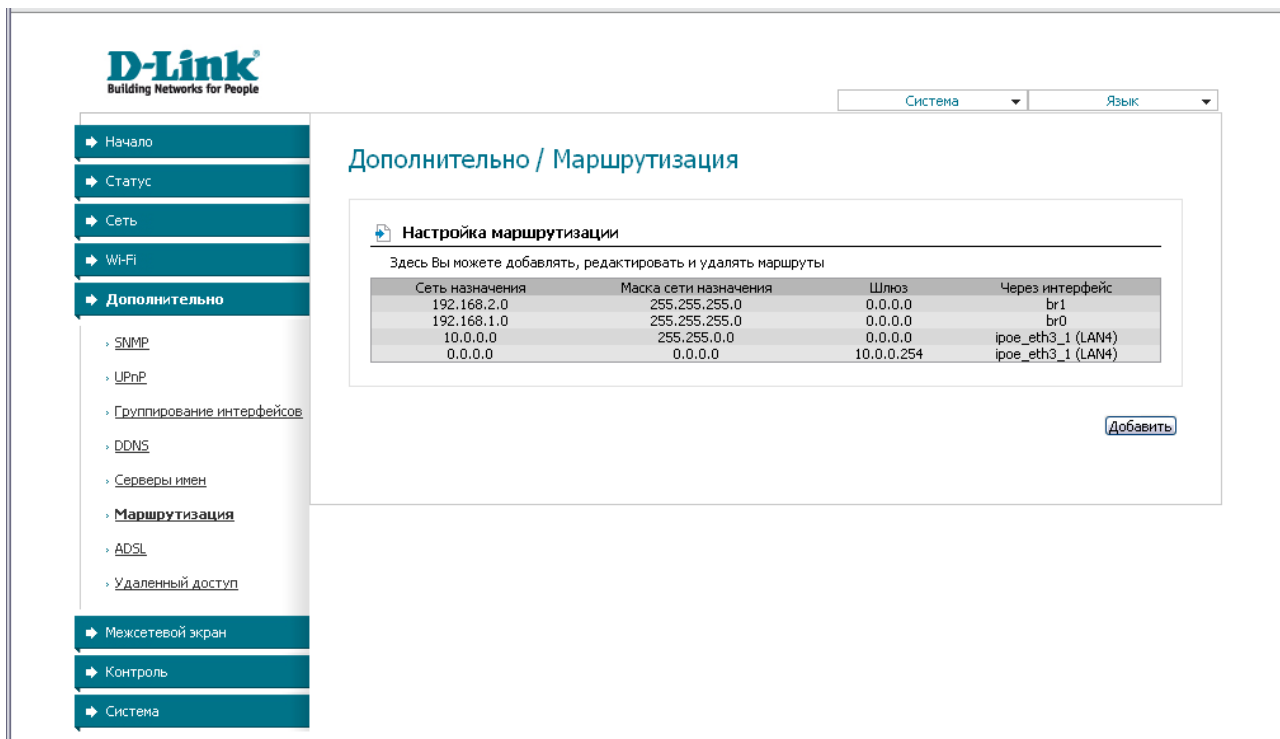 D-Link
Building Networks for People
Система
Язык
Начало
Статус
Сеть
Wi-Fi
Дополнительно
SNMP
UPnP
Группирование интерфейсов
DDNS
Серверы имен
Маршрутизация
ADSL
Удаленный доступ
Межсетевой экран
Контроль
Система
Дополнительно / Маршрутизация
Настройка маршрутизации
Здесь Вы можете добавлять, редактировать и удалять маршруты
Сеть назначения Маска сети назначения Шлюз Через интерфейс
192.168.2.0 255.255.255.0 0.0.0.0 br1
192.168.1.0 255.255.255.0 0.0.0.0 br0
10.0.0.0 255.255.0.0 0.0.0.0 ipoe_eth3_1 (LAN4)
0.0.0.0 0.0.0.0 10.0.0.254 ipoe_eth3_1 (LAN4)
Добавить